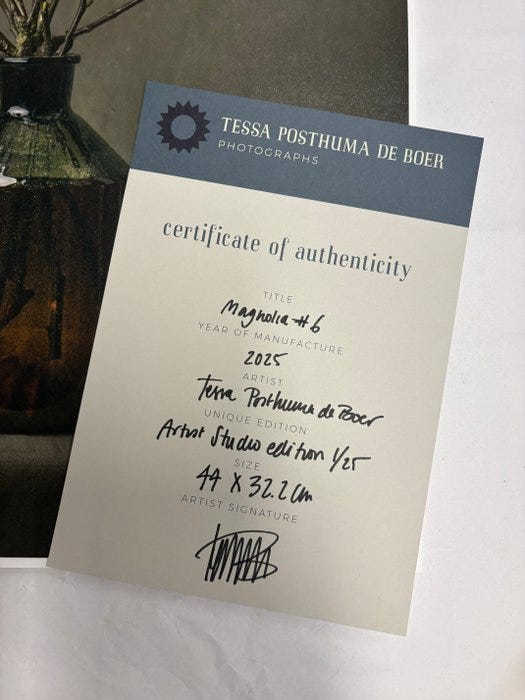 TESSA POSTHUMA DE BOER
PHOTOGRAPHS
certificate of authenticity
TITLE
Magnolia #6
YEAR OF MANUFACTURE
2025
ARTIST
Tessa Posthuma de Boer
UNIQUE EDITION
Artist Studio edition 1/25
SIZE
44 x 32.2 cm
ARTIST SIGNATURE